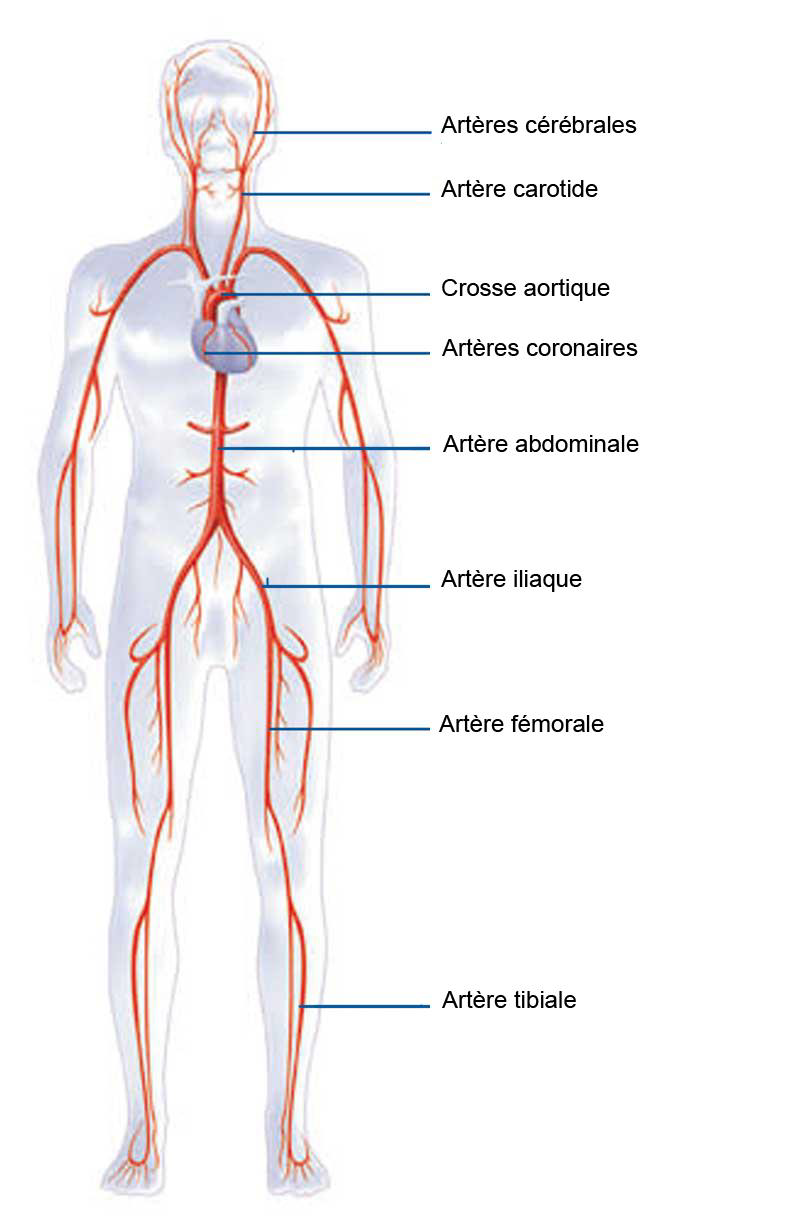 Artères cérébrales
Artère carotide
Crosse aortique
Artères coronaires
Artère abdominale
Artère iliaque
Artère fémorale
Artère tibiale